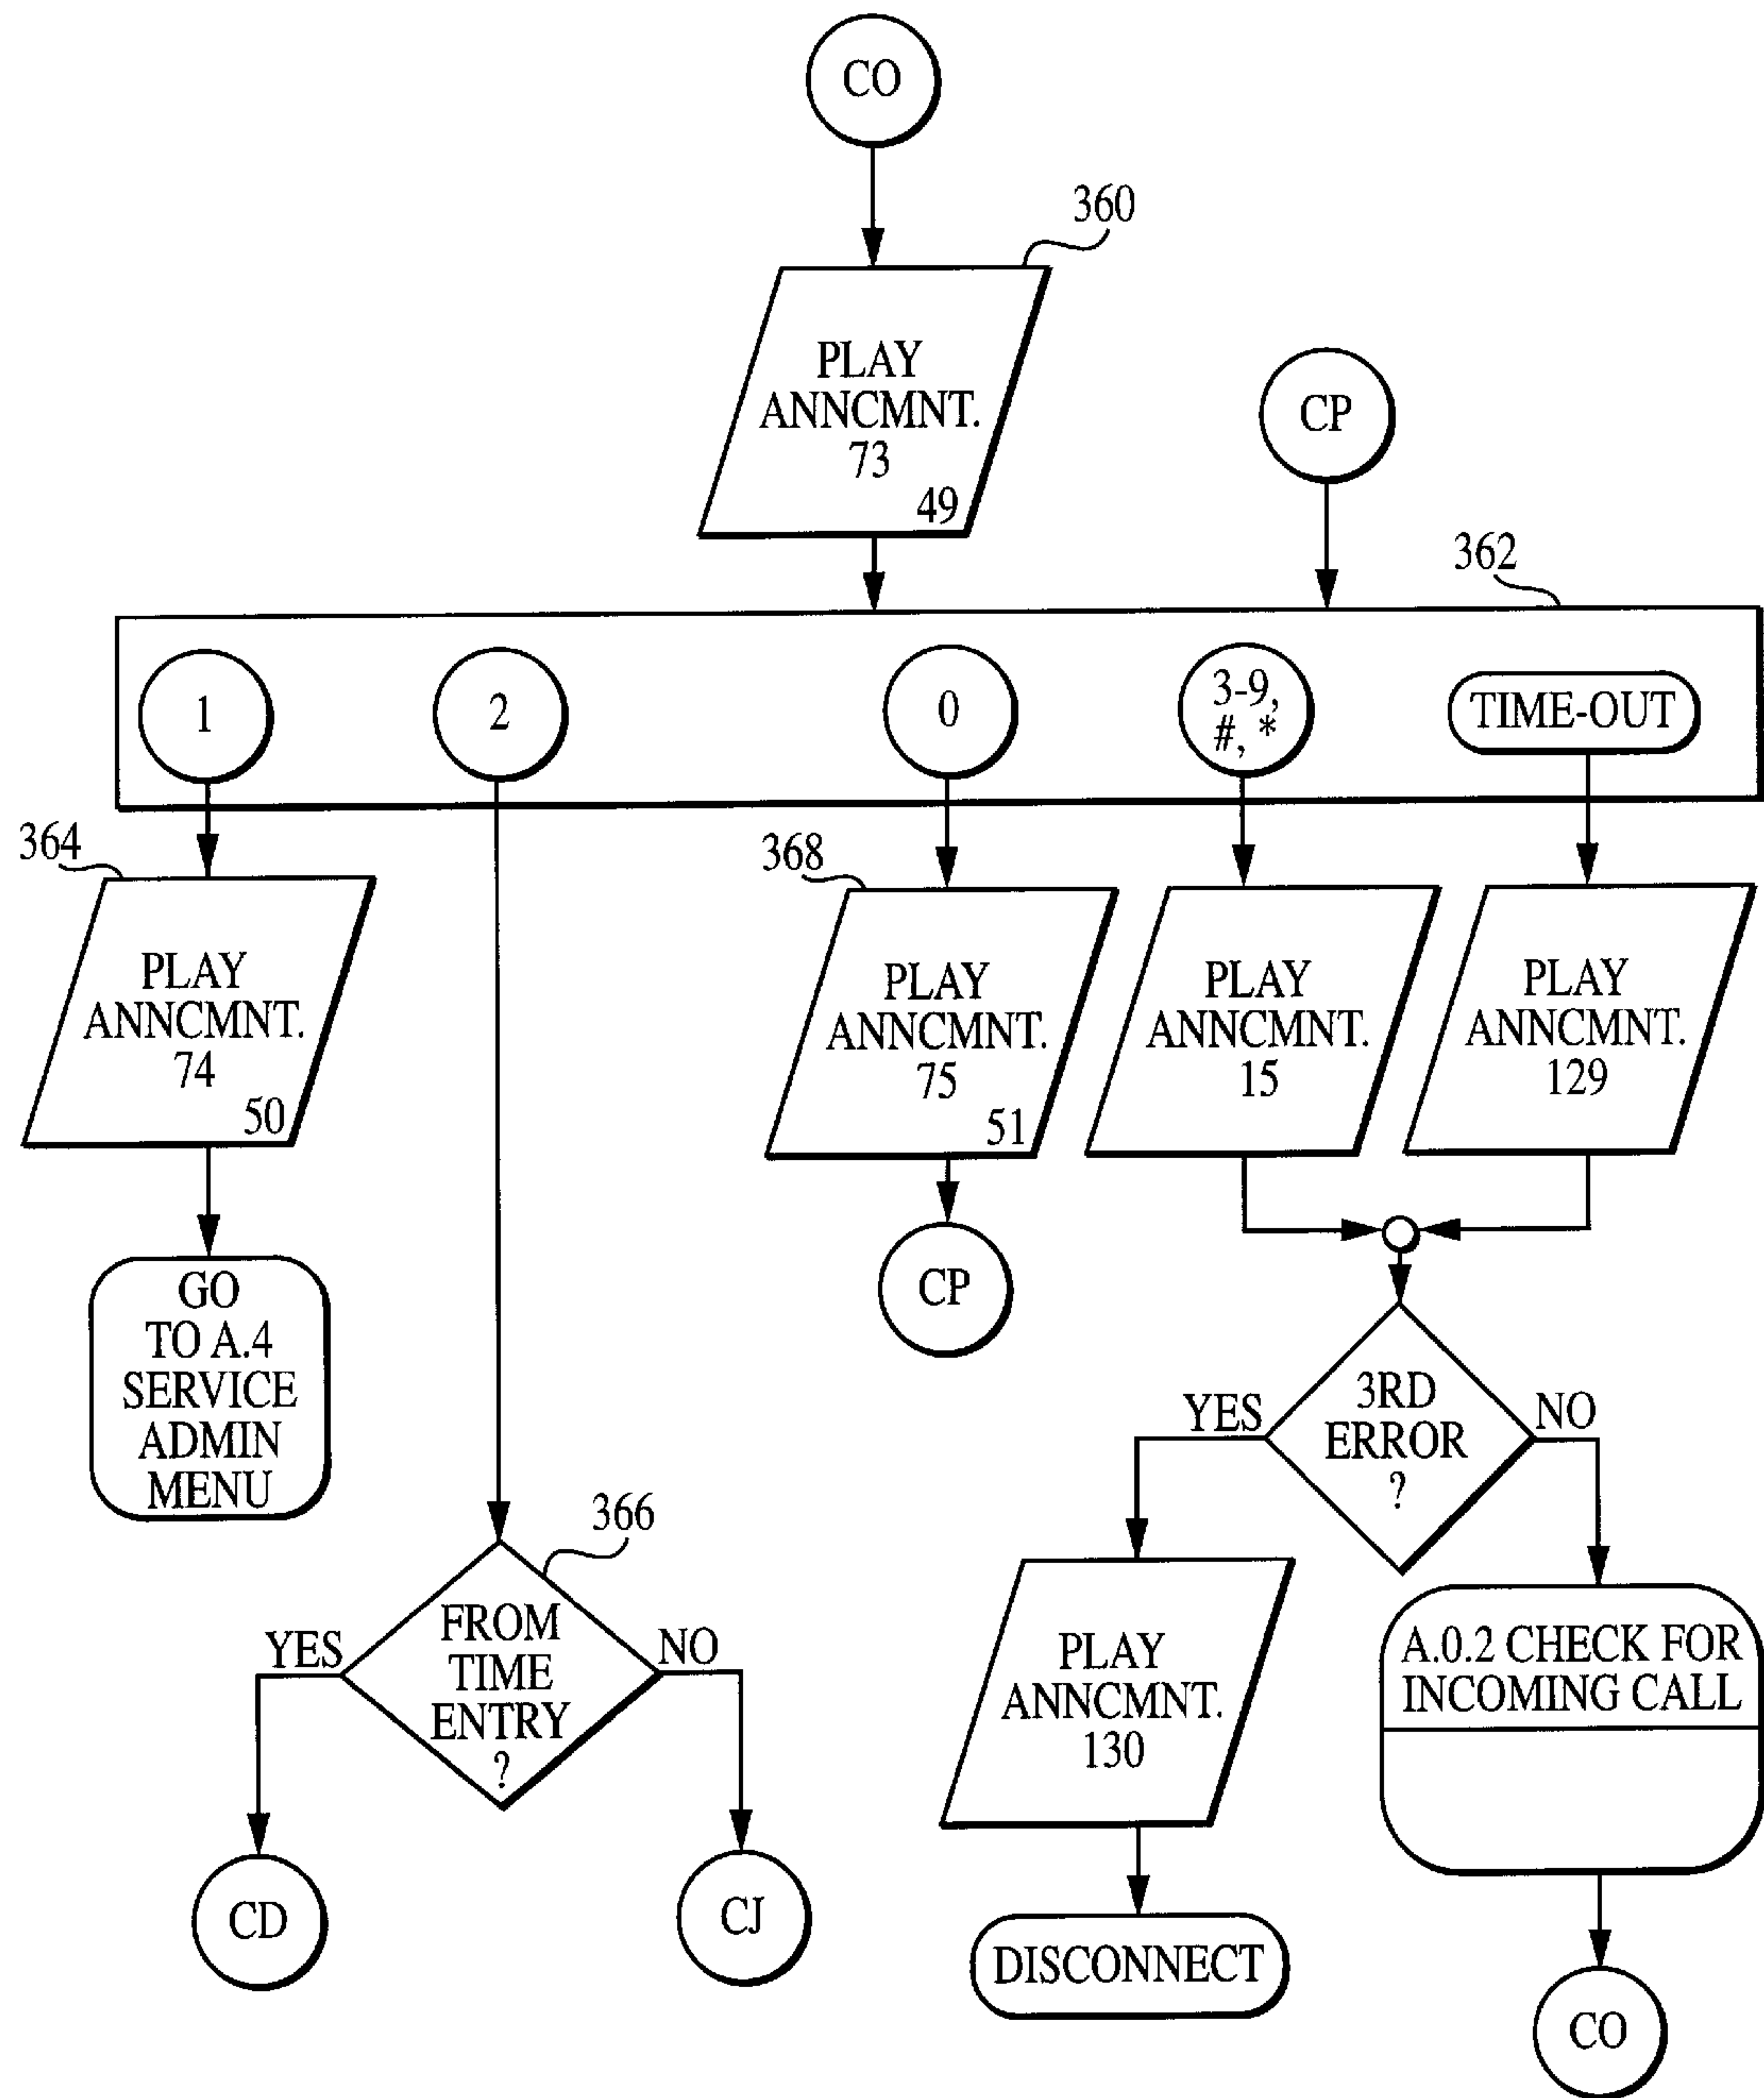 CO
360
PLAY
ANNCMNT.
73
49
CP
362
1
2
0
3-9,
#, *
TIME-OUT
364
PLAY
ANNCMNT.
74
50
368
PLAY
ANNCMNT.
75
51
PLAY
ANNCMNT.
15
PLAY
ANNCMNT.
129
GO
TO A.4
SERVICE
ADMIN
MENU
CP
3RD
ERROR
?
YES
NO
366
FROM
TIME
ENTRY
?
YES
NO
PLAY
ANNCMNT.
130
A.0.2 CHECK FOR
INCOMING CALL
CD
CJ
DISCONNECT
CO